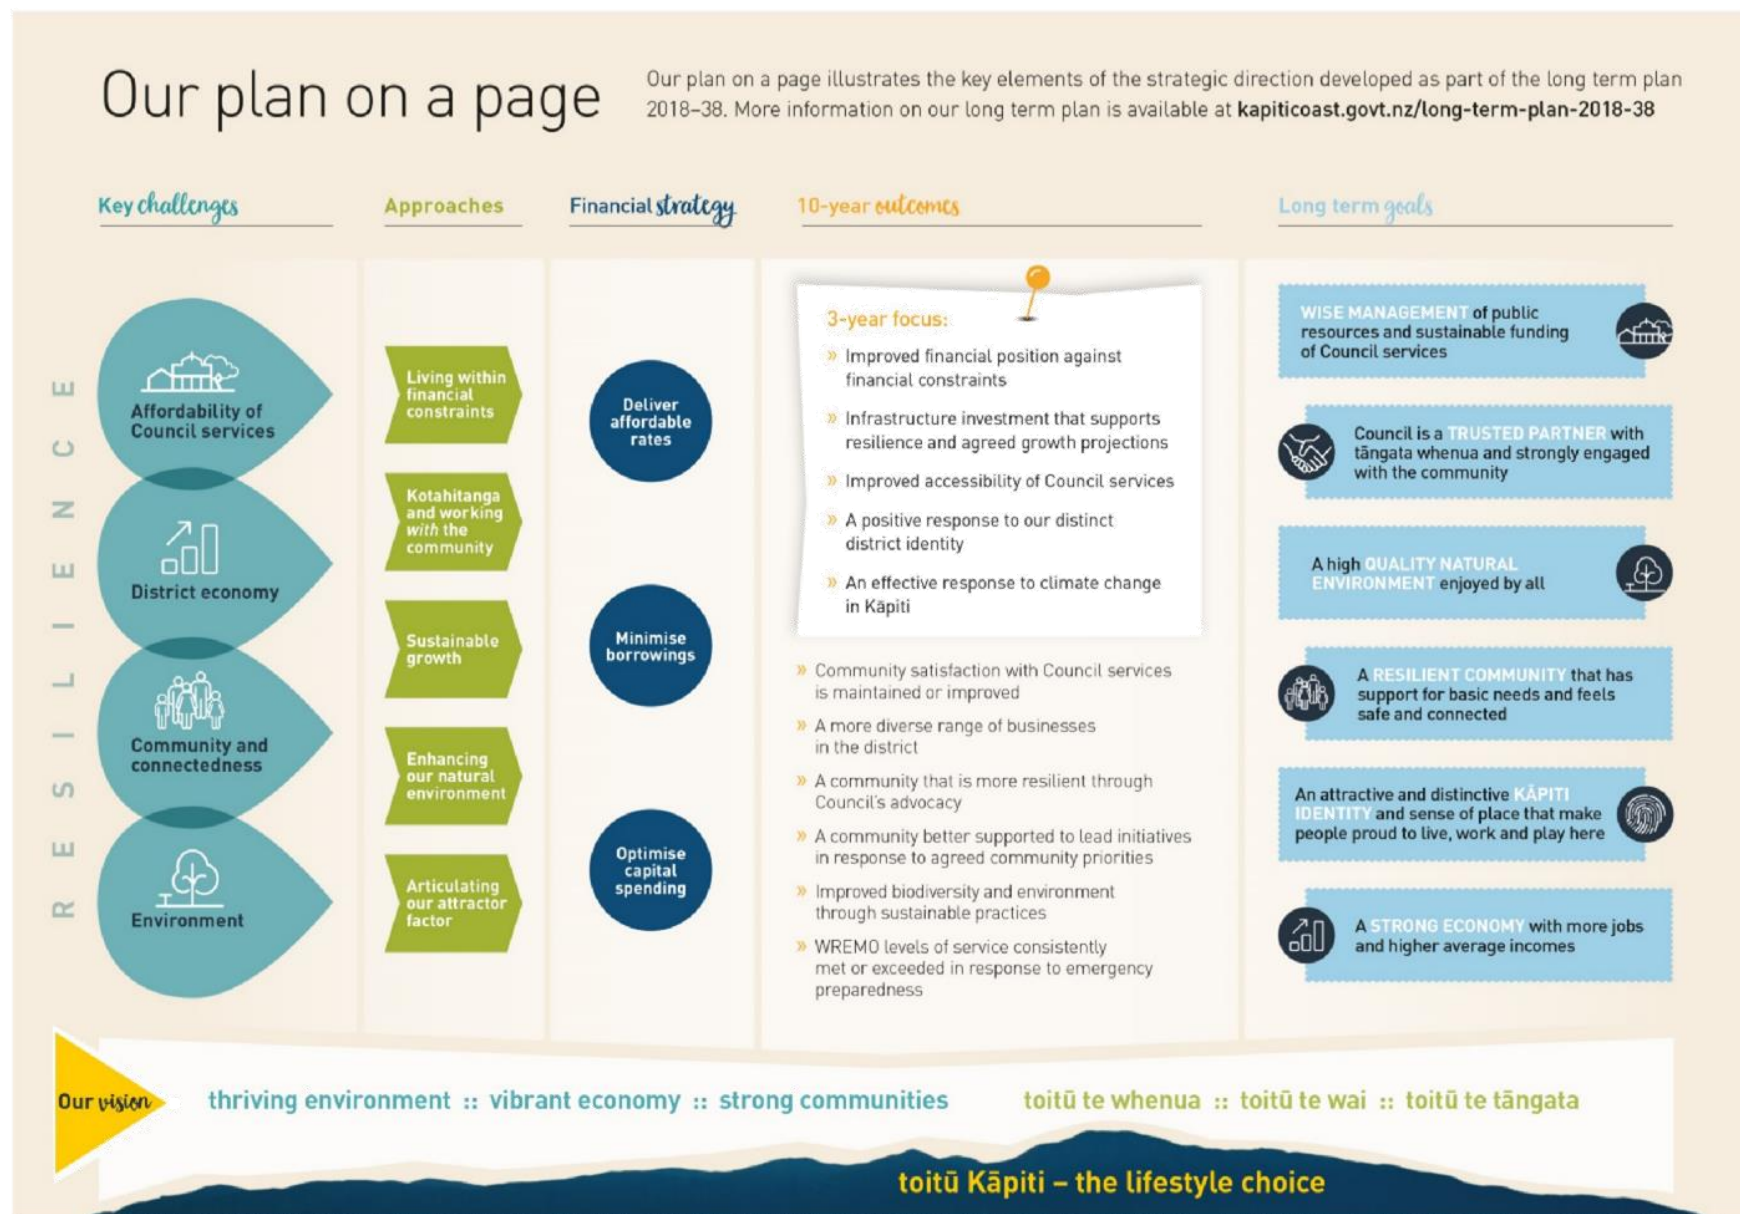 Our plan on a page
Our plan on a page illustrates the key elements of the strategic direction developed as part of the long term plan
2018–38. More information on our long term plan is available at kapiticoast.govt.nz/long-term-plan-2018-38
Key challenges
Approaches
Financial strategy
10-year outcomes
Long term goals
RESILIENCE
Affordability of
Council services
District economy
Community and
connectedness
Environment
Living within
financial
constraints
Kotahitanga
and working
with the
community
Sustainable
growth
Enhancing
our natural
environment
Articulating
our attractor
factor
Deliver
affordable
rates
Minimise
borrowings
Optimise
capital
spending
3-year focus:
» Improved financial position against
financial constraints
» Infrastructure investment that supports
resilience and agreed growth projections
» Improved accessibility of Council services
» A positive response to our distinct
district identity
» An effective response to climate change
in Kāpiti
» Community satisfaction with Council services
is maintained or improved
» A more diverse range of businesses
in the district
» A community that is more resilient through
Council's advocacy
» A community better supported to lead initiatives
in response to agreed community priorities
» Improved biodiversity and environment
through sustainable practices
» WREMO levels of service consistently
met or exceeded in response to emergency
preparedness
WISE MANAGEMENT of public
resources and sustainable funding
of Council services
Council is a TRUSTED PARTNER with
tāngata whenua and strongly engaged
with the community
A high QUALITY NATURAL
ENVIRONMENT enjoyed by all
A RESILIENT COMMUNITY that has
support for basic needs and feels
safe and connected
An attractive and distinctive KĀPITI
IDENTITY and sense of place that make
people proud to live, work and play here
A STRONG ECONOMY with more jobs
and higher average incomes
Our vision
thriving environment :: vibrant economy :: strong communities
toitū te whenua :: toitū te wai :: toitū te tāngata
toitū Kāpiti – the lifestyle choice